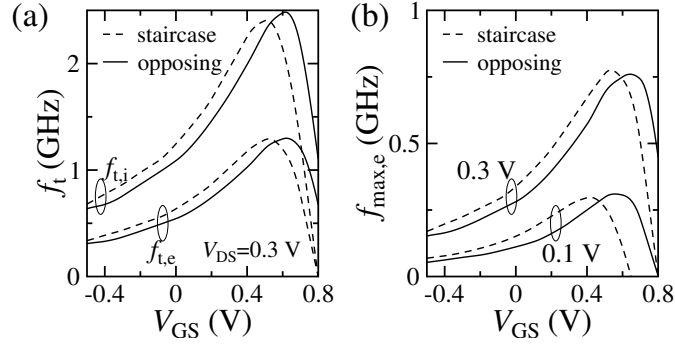 (a)
staircase
opposing
f_t,i
f_t,e
V_DS=0.3 V
f_t (GHz)
0
1
2
-0.4
0
0.4
0.8
V_GS (V)
(b)
staircase
opposing
0.3 V
0.1 V
f_max,e (GHz)
0
0.5
1
-0.4
0
0.4
0.8
V_GS (V)